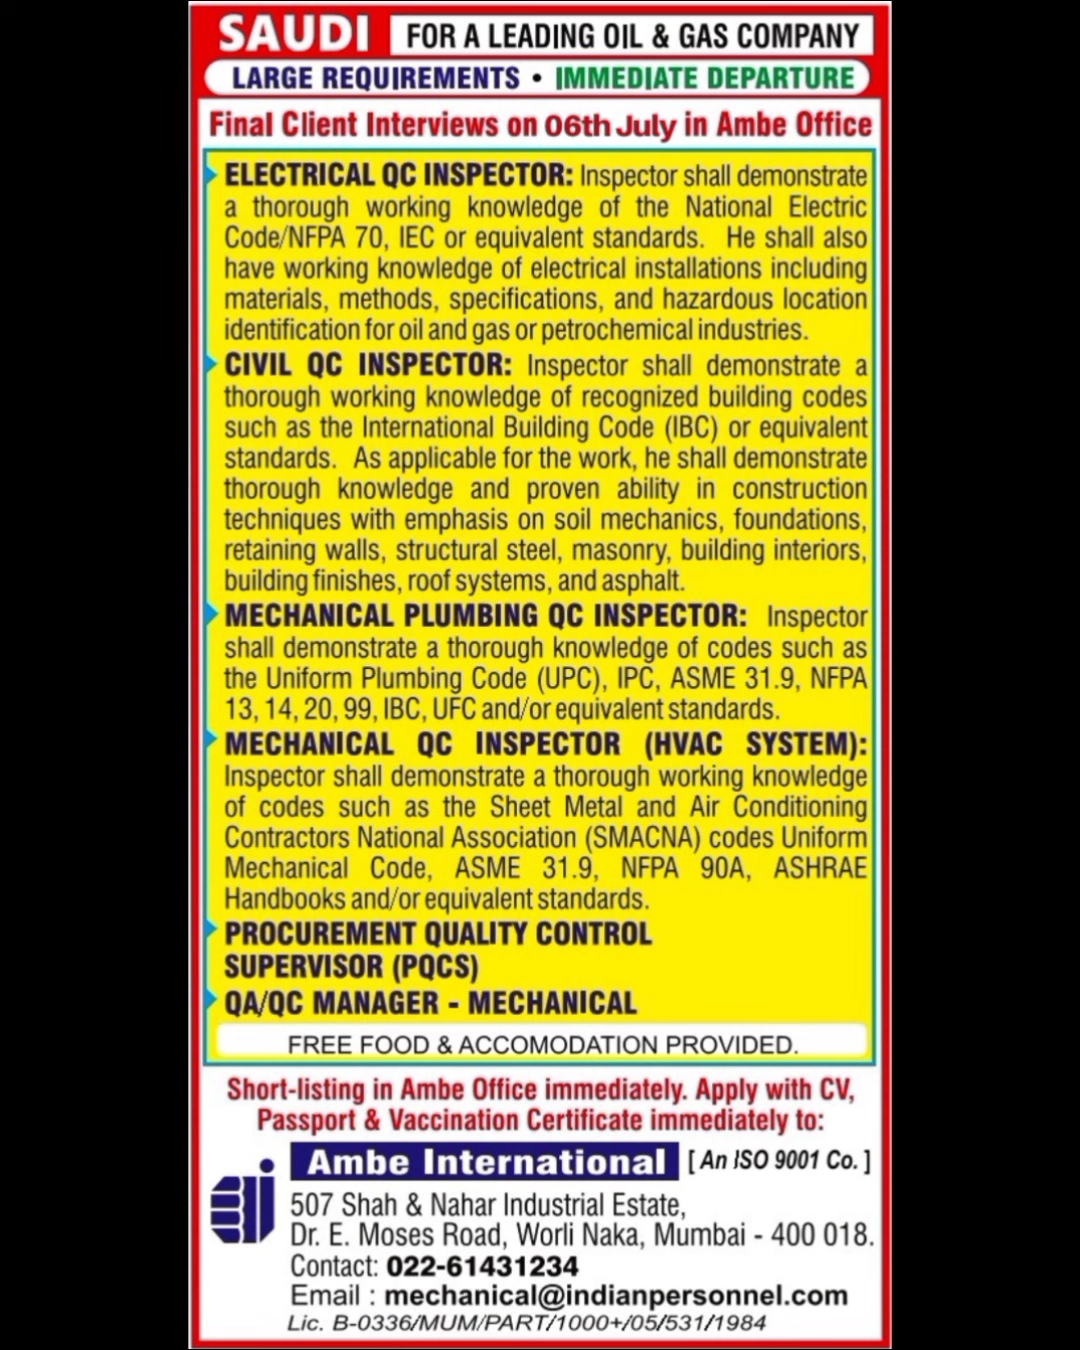 SAUDI FOR A LEADING OIL & GAS COMPANY
LARGE REQUIREMENTS • IMMEDIATE DEPARTURE
Final Client Interviews on 06th July in Ambe Office
ELECTRICAL QC INSPECTOR: Inspector shall demonstrate
a thorough working knowledge of the National Electric
Code/NFPA 70, IEC or equivalent standards. He shall also
have working knowledge of electrical installations including
materials, methods, specifications, and hazardous location
identification for oil and gas or petrochemical industries.
CIVIL QC INSPECTOR: Inspector shall demonstrate a
thorough working knowledge of recognized building codes
such as the International Building Code (IBC) or equivalent
standards. As applicable for the work, he shall demonstrate
thorough knowledge and proven ability in construction
techniques with emphasis on soil mechanics, foundations,
retaining walls, structural steel, masonry, building interiors,
building finishes, roof systems, and asphalt.
MECHANICAL PLUMBING QC INSPECTOR: Inspector
shall demonstrate a thorough knowledge of codes such as
the Uniform Plumbing Code (UPC), IPC, ASME 31.9, NFPA
13, 14, 20, 99, IBC, UFC and/or equivalent standards.
MECHANICAL QC INSPECTOR (HVAC SYSTEM):
Inspector shall demonstrate a thorough working knowledge
of codes such as the Sheet Metal and Air Conditioning
Contractors National Association (SMACNA) codes Uniform
Mechanical Code, ASME 31.9, NFPA 90A, ASHRAE
Handbooks and/or equivalent standards.
PROCUREMENT QUALITY CONTROL
SUPERVISOR (PQCS)
QA/QC MANAGER - MECHANICAL
FREE FOOD & ACCOMODATION PROVIDED.
Short-listing in Ambe Office immediately. Apply with CV,
Passport & Vaccination Certificate immediately to:
Ambe International [ An ISO 9001 Co. ]
507 Shah & Nahar Industrial Estate,
Dr. E. Moses Road, Worli Naka, Mumbai - 400 018.
Contact: 022-61431234
Email : mechanical@indianpersonnel.com
Lic. B-0336/MUM/PART/1000+/05/531/1984